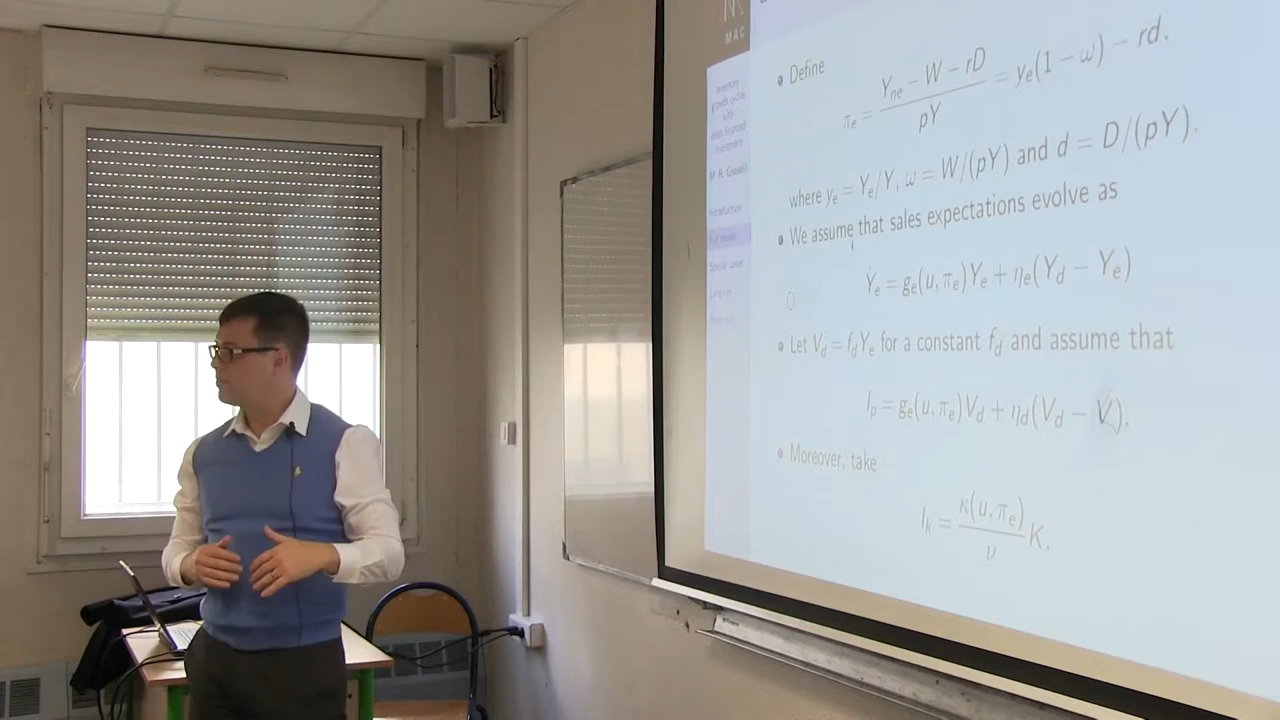 MAC
Inventory
growth cycles
with
debt-financed
investment
M. R. Grasselli
Introduction
Full model
Special cases
• Define
π_e = (Y_ne − W − rD) / (pY) = y_e(1 − ω) − rd,
where y_e = Y_e/Y, ω = W/(pY) and d = D/(pY).
• We assume that sales expectations evolve as
Ẏ_e = g_e(u, π_e)Y_e + η_e(Y_d − Y_e)
• Let V_d = f_d Y_e for a constant f_d and assume that
I_p = g_e(u, π_e)V_d + η_d(V_d − V).
• Moreover, take
I_k = κ(u, π_e) / ν K.